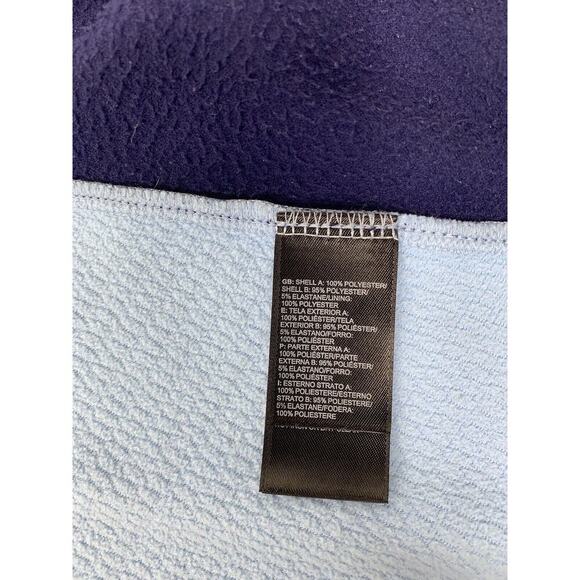 GB: SHELL A: 100% POLYESTER/
SHELL B: 95% POLYESTER/
5% ELASTANE/LINING:
100% POLYESTER
E: TELA EXTERIOR A:
100% POLIÉSTER/TELA
EXTERIOR B: 95% POLIÉSTER/
5% ELASTANO/FORRO:
100% POLIÉSTER
P: PARTE EXTERNA A:
100% POLIÉSTER/PARTE
EXTERNA B: 95% POLIÉSTER/
5% ELASTANO/FORRO:
100% POLIÉSTER
I: ESTERNO STRATO A:
100% POLIESTERE/ESTERNO
STRATO B: 95% POLIESTERE/
5% ELASTANE/FODERA:
100% POLIESTERE